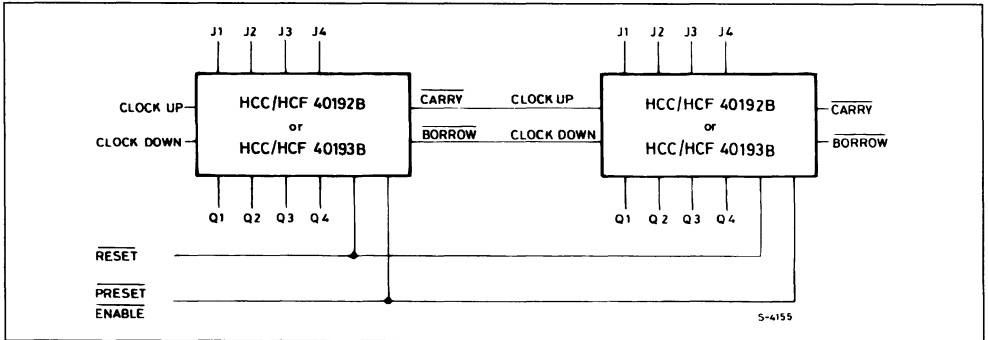 J1 J2 J3 J4 J1 J2 J3 J4
CLOCK UP HCC/HCF 40192B CARRY CLOCK UP HCC/HCF 40192B CARRY
or or
CLOCK DOWN HCC/HCF 40193B BORROW CLOCK DOWN HCC/HCF 40193B BORROW
Q1 Q2 Q3 Q4 Q1 Q2 Q3 Q4
RESET
PRESET
ENABLE
S-4155